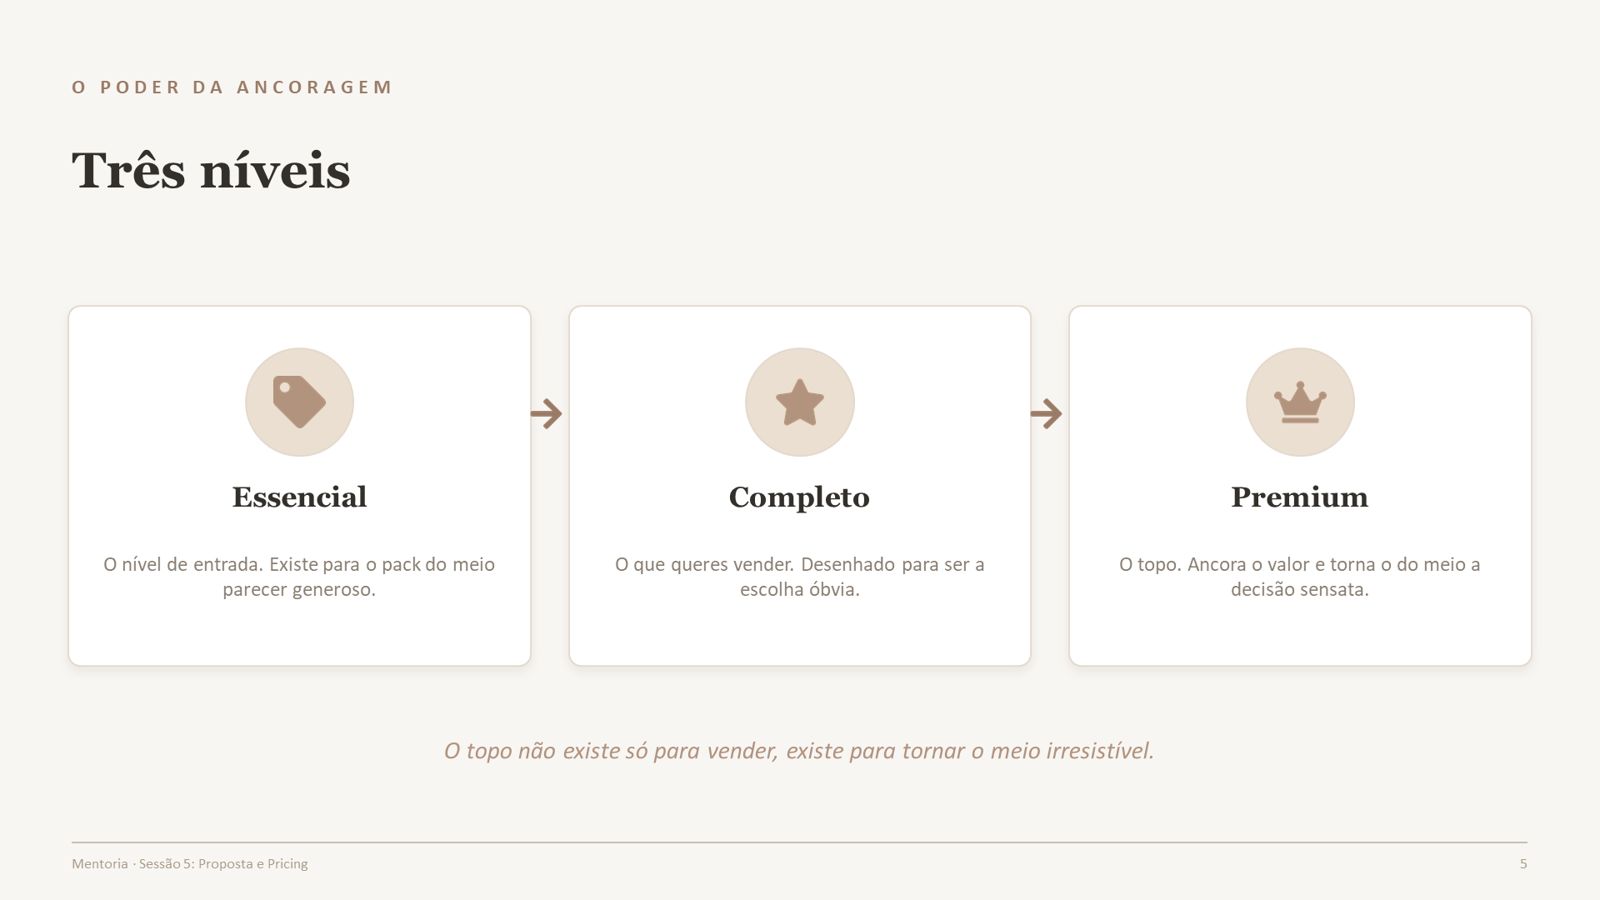 O PODER DA ANCORAGEM
Três níveis
Essencial
O nível de entrada. Existe para o pack do meio
parecer generoso.
Completo
O que queres vender. Desenhado para ser a
escolha óbvia.
Premium
O topo. Ancora o valor e torna o do meio a
decisão sensata.
O topo não existe só para vender, existe para tornar o meio irresistível.
Mentoria · Sessão 5: Proposta e Pricing
5